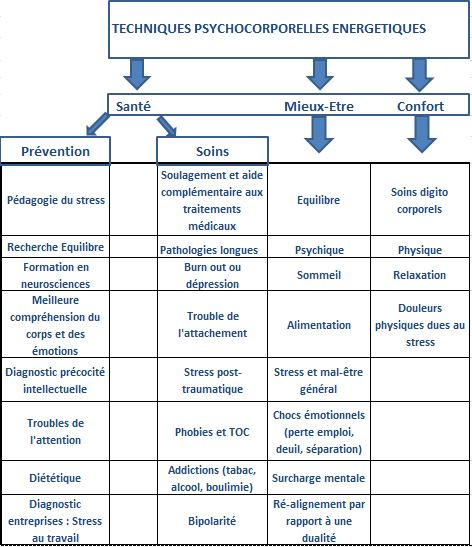 TECHNIQUES PSYCHOCORPORELLES ENERGETIQUES
Santé Mieux-Etre Confort
Prévention Soins
Pédagogie du stress
Soulagement et aide
complémentaire aux
traitements
médicaux
Equilibre
Soins digito
corporels
Recherche Equilibre
Pathologies longues
Psychique
Physique
Formation en
neurosciences
Burn out ou
dépression
Sommeil
Relaxation
Meilleure
compréhension du
corps et des
émotions
Trouble de
l'attachement
Alimentation
Douleurs
physiques dues au
stress
Diagnostic précocité
intellectuelle
Stress post-
traumatique
Stress et mal-être
général
Troubles de
l'attention
Phobies et TOC
Chocs émotionnels
(perte emploi,
deuil, séparation)
Diététique
Addictions (tabac,
alcool, boulimie)
Surcharge mentale
Diagnostic
entreprises : Stress
au travail
Bipolarité
Ré-alignement par
rapport à une
dualité